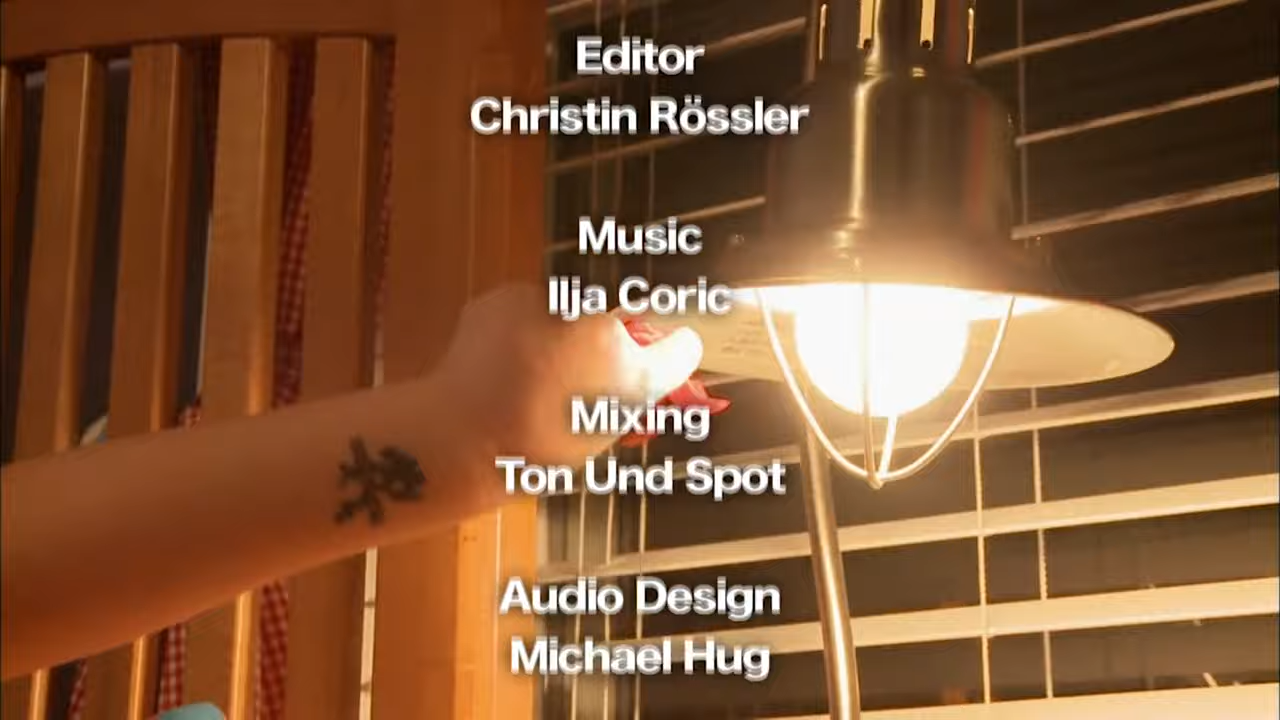 Editor
Christin Rössler
Music
Ilja Coric
Mixing
Ton Und Spot
Audio Design
Michael Hug